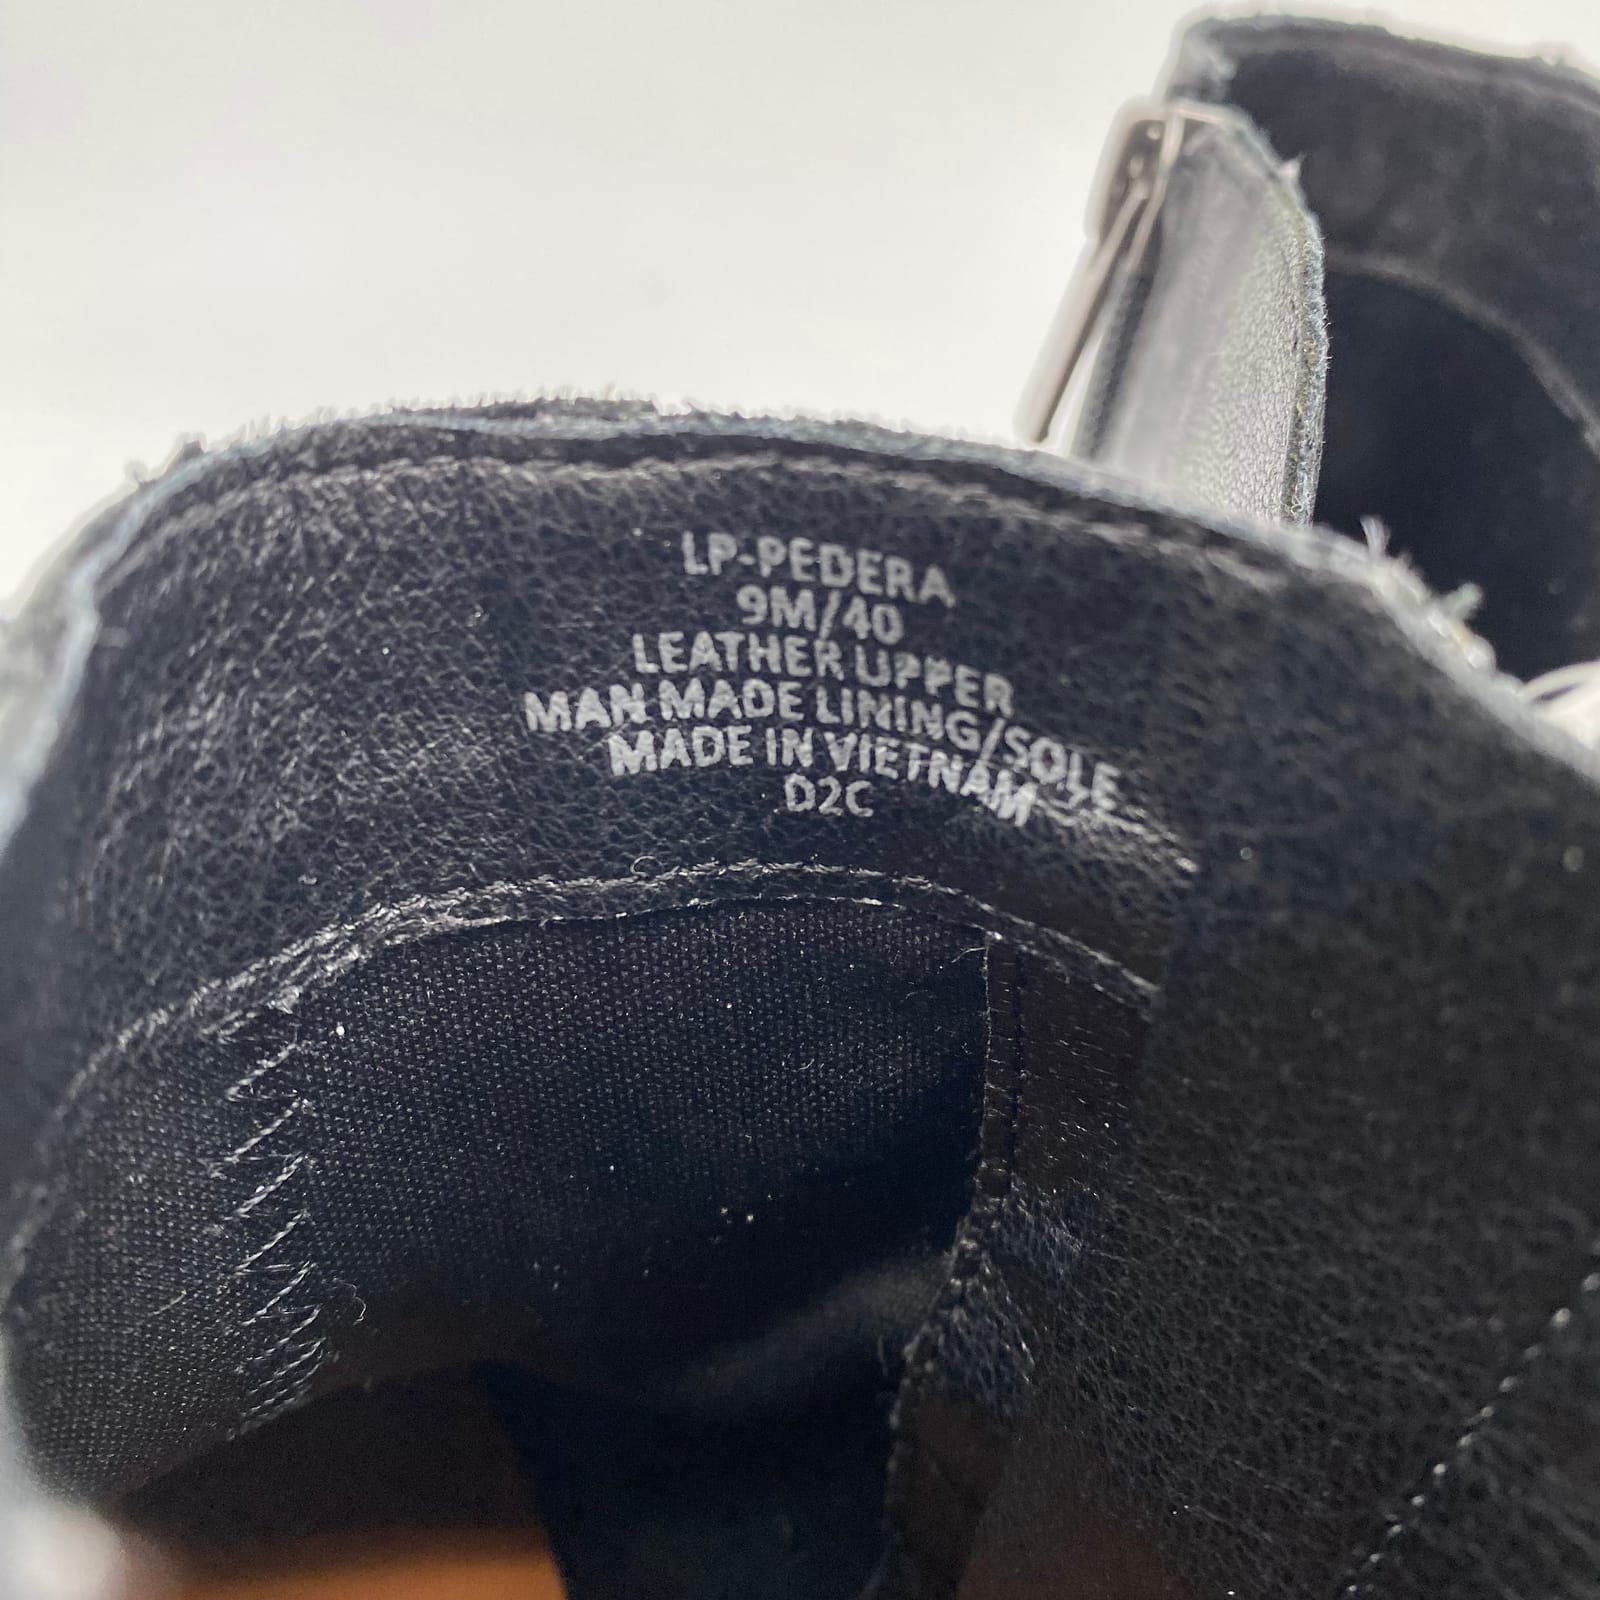 LP-PEDERA
9M/40
LEATHER UPPER
MAN MADE LINING/SOLE
MADE IN VIETNAM
D2C